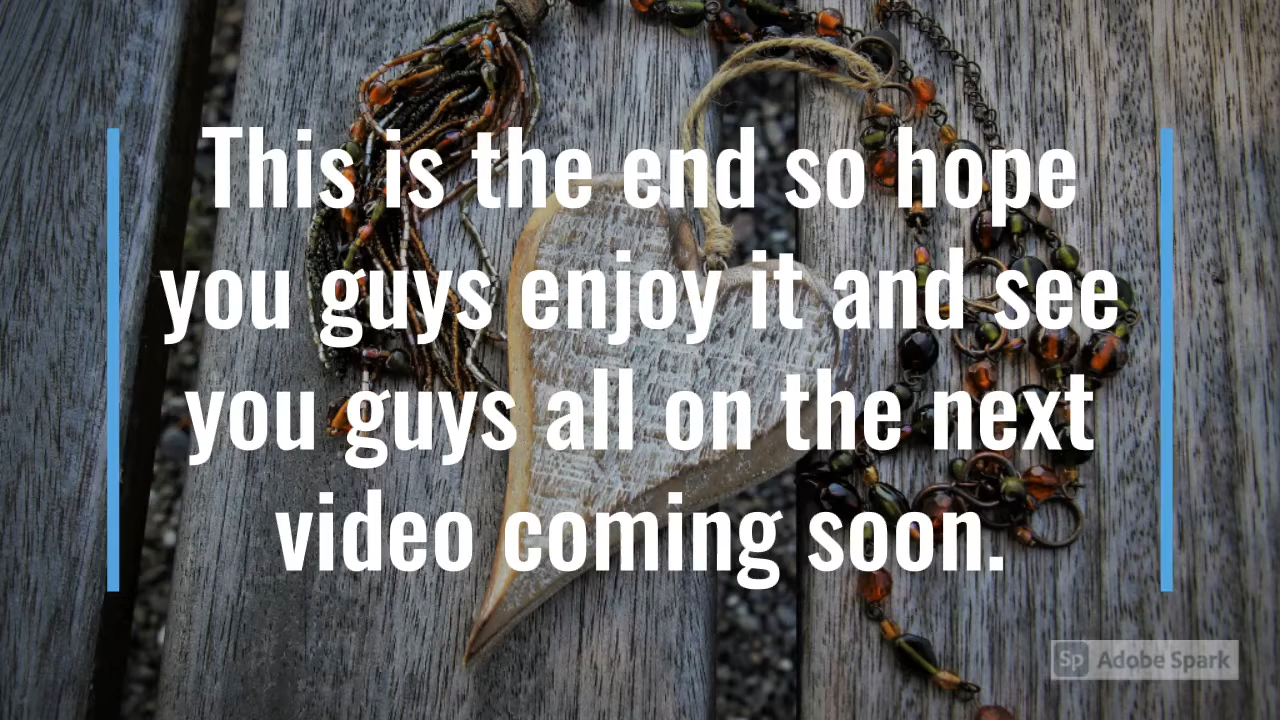 This is the end so hope
you guys enjoy it and see
you guys all on the next
video coming soon.
Sp Adobe Spark